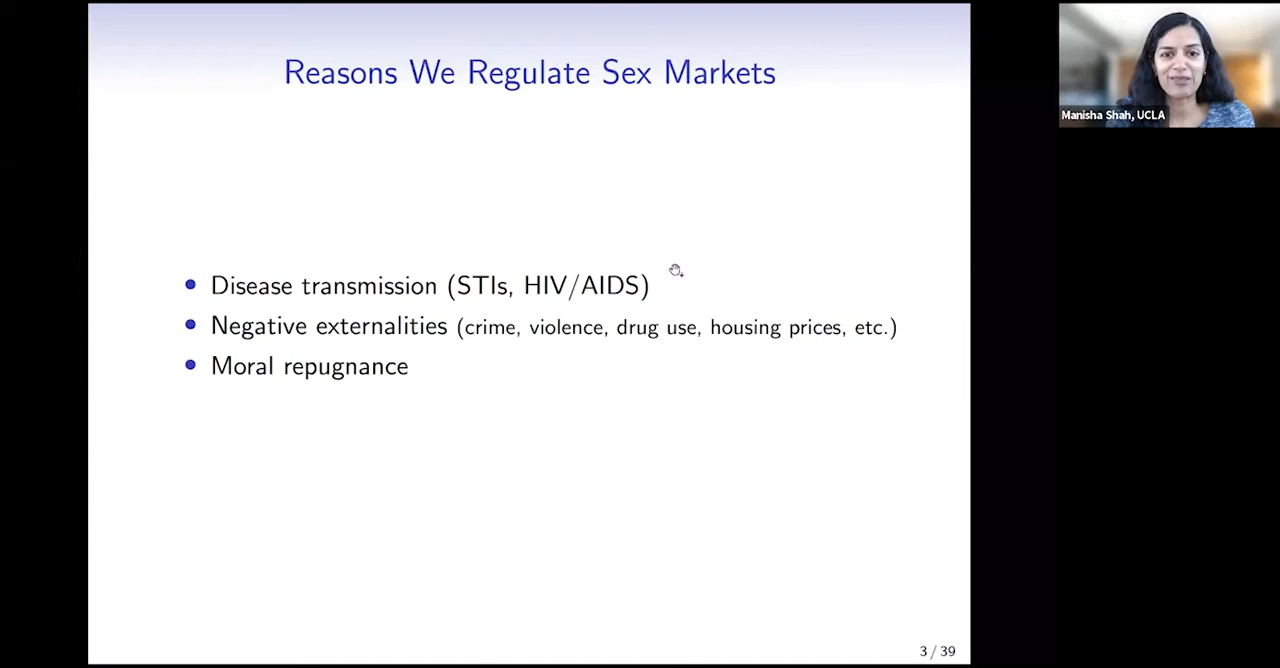 Reasons We Regulate Sex Markets
Manisha Shah, UCLA
• Disease transmission (STIs, HIV/AIDS)
• Negative externalities (crime, violence, drug use, housing prices, etc.)
• Moral repugnance
3 / 39